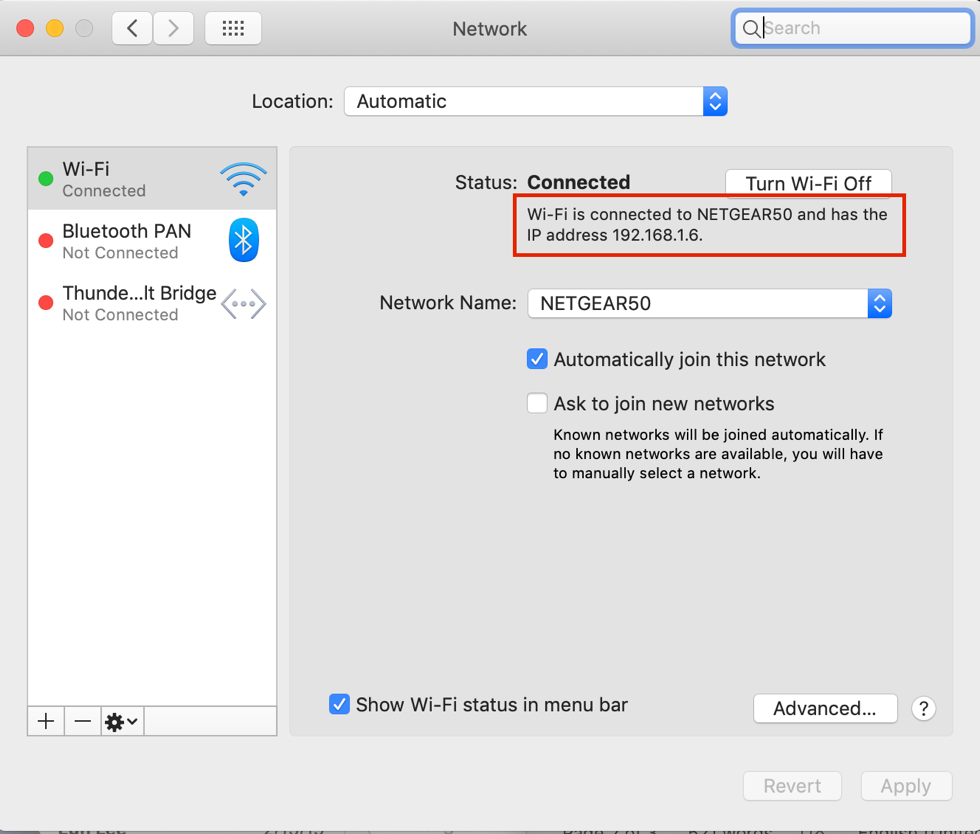 Network
Search
Location: Automatic
Wi-Fi
Connected
Bluetooth PAN
Not Connected
Thunde...lt Bridge
Not Connected
Status: Connected
Turn Wi-Fi Off
Wi-Fi is connected to NETGEAR50 and has the
IP address 192.168.1.6.
Network Name: NETGEAR50
Automatically join this network
Ask to join new networks
Known networks will be joined automatically. If
no known networks are available, you will have
to manually select a network.
Show Wi-Fi status in menu bar
Advanced...
?
Revert
Apply